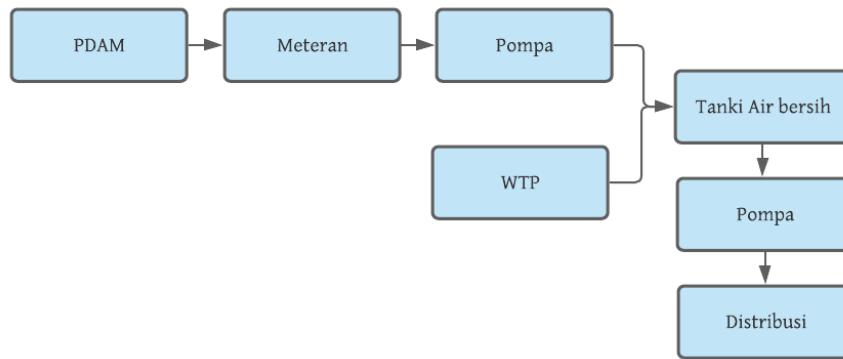 PDAM
Meteran
Pompa
Tanki Air bersih
WTP
Pompa
Distribusi